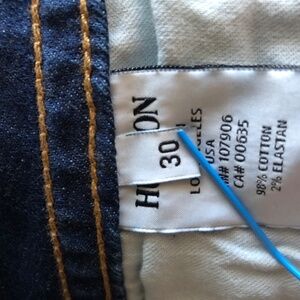 30
USA
107906
CA# 00635
98% COTTON
2% ELASTAN